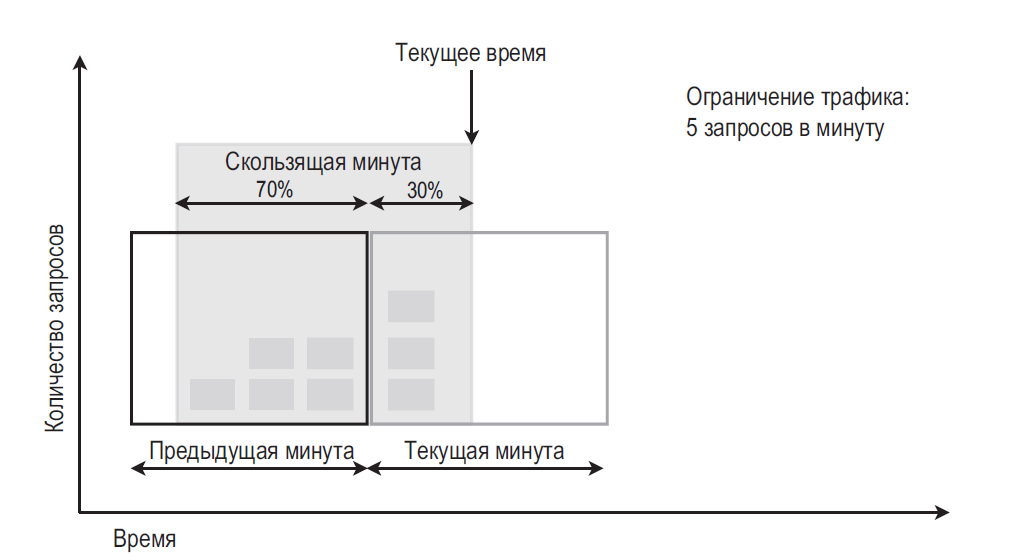 Текущее время
Ограничение трафика:
5 запросов в минуту
Скользящая минута
70%
30%
Количество запросов
Предыдущая минута
Текущая минута
Время